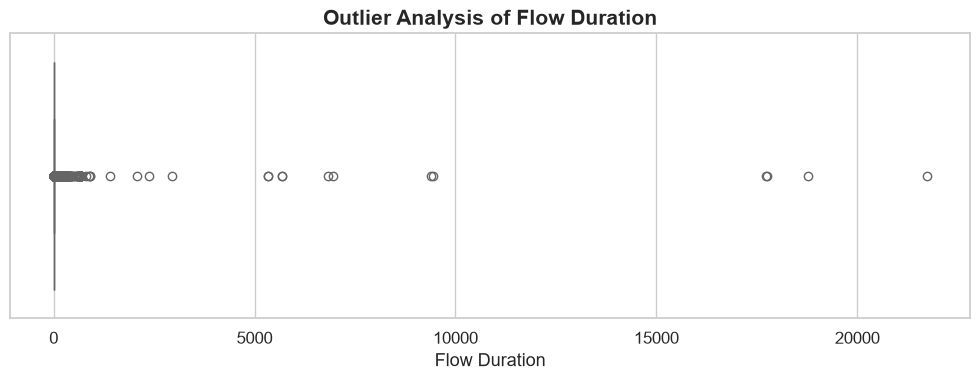 Outlier Analysis of Flow Duration
0 5000 10000 15000 20000
Flow Duration